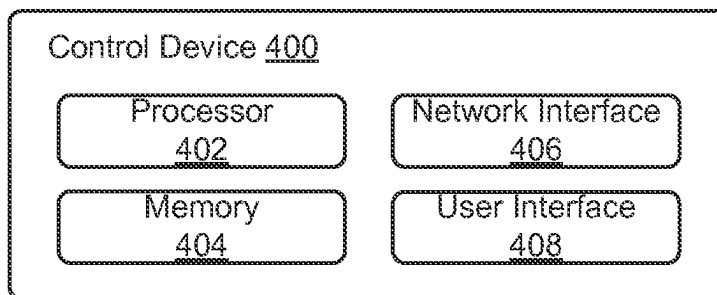 Control Device 400
Processor
402
Network Interface
406
Memory
404
User Interface
408